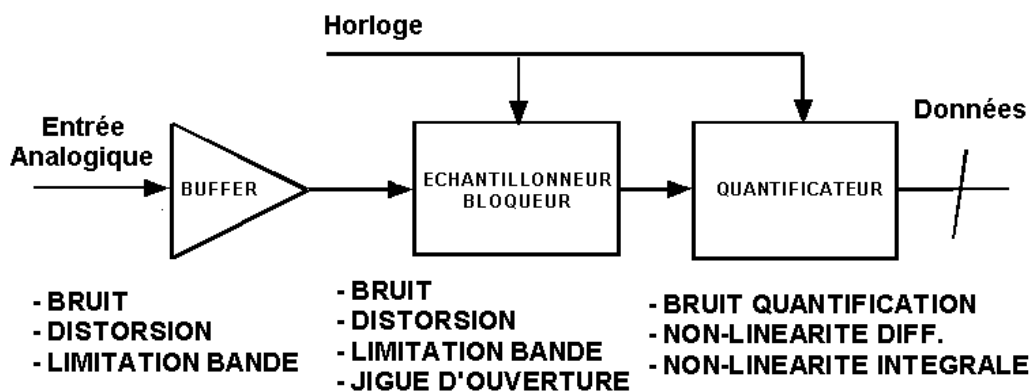 Horloge
Entrée
Analogique
BUFFER
ECHANTILLONNEUR
BLOQUEUR
QUANTIFICATEUR
Données
- BRUIT
- DISTORSION
- LIMITATION BANDE
- BRUIT
- DISTORSION
- LIMITATION BANDE
- JIGUE D'OUVERTURE
- BRUIT QUANTIFICATION
- NON-LINEARITE DIFF.
- NON-LINEARITE INTEGRALE